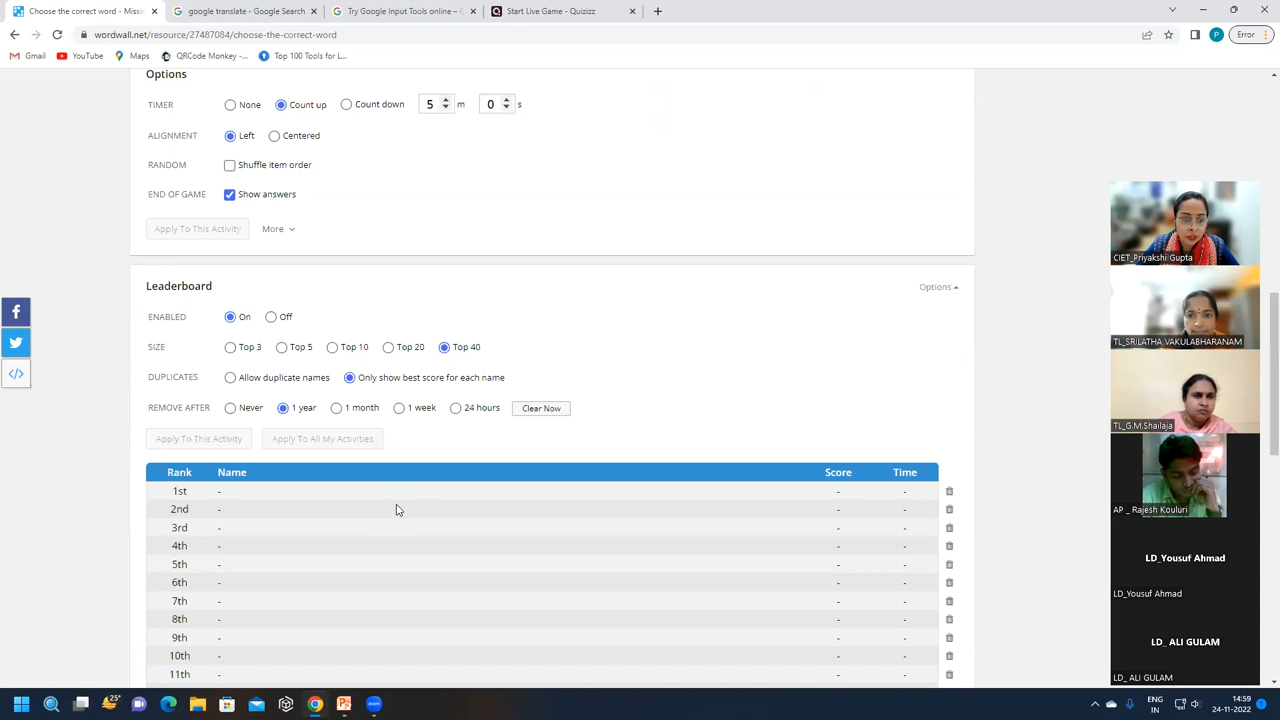 Choose the correct word - Missi
google translate - Google Search
Try Google Input Tools online – G
Start Live Game - Quizizz
wordwall.net/resource/27487084/choose-the-correct-word
Error
Gmail
YouTube
Maps
QRCode Monkey -...
Top 100 Tools for L...
Options
TIMER None Count up Count down 5 m 0 s
ALIGNMENT Left Centered
RANDOM Shuffle item order
END OF GAME Show answers
Apply To This Activity More
Leaderboard Options
ENABLED On Off
SIZE Top 3 Top 5 Top 10 Top 20 Top 40
DUPLICATES Allow duplicate names Only show best score for each name
REMOVE AFTER Never 1 year 1 month 1 week 24 hours Clear Now
Apply To This Activity Apply To All My Activities
Rank Name Score Time
1st - - -
2nd - - -
3rd - - -
4th - - -
5th - - -
6th - - -
7th - - -
8th - - -
9th - - -
10th - - -
11th - - -
CIET_Priyakshi Gupta
TL_SRILATHA VAKULABHARANAM
TL_G.M.Shailaja
AP _ Rajesh Kouluri
LD_Yousuf Ahmad
LD_Yousuf Ahmad
LD_ ALI GULAM
LD_ ALI GULAM
25°
ENG
IN
14:59
24-11-2022